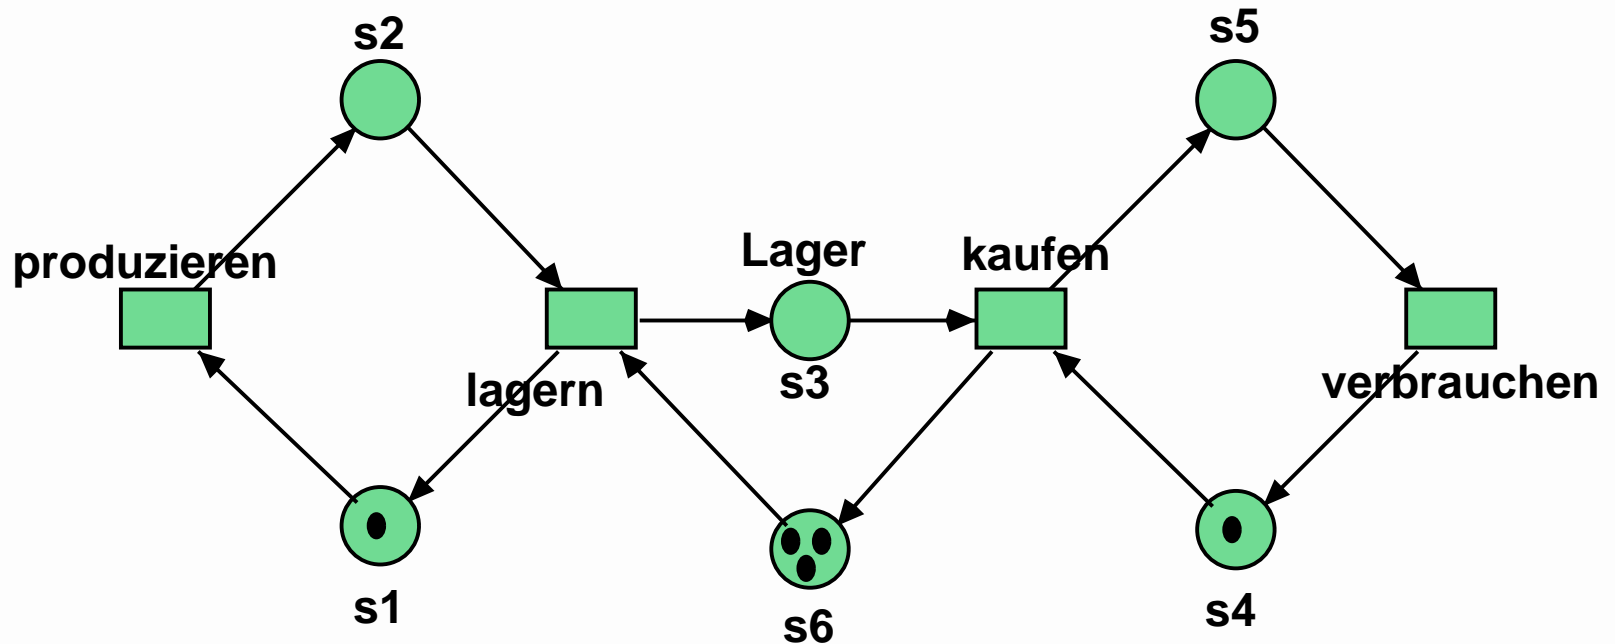 s2
s5
produzieren
Lager
kaufen
s3
lagern
verbrauchen
s1
s6
s4